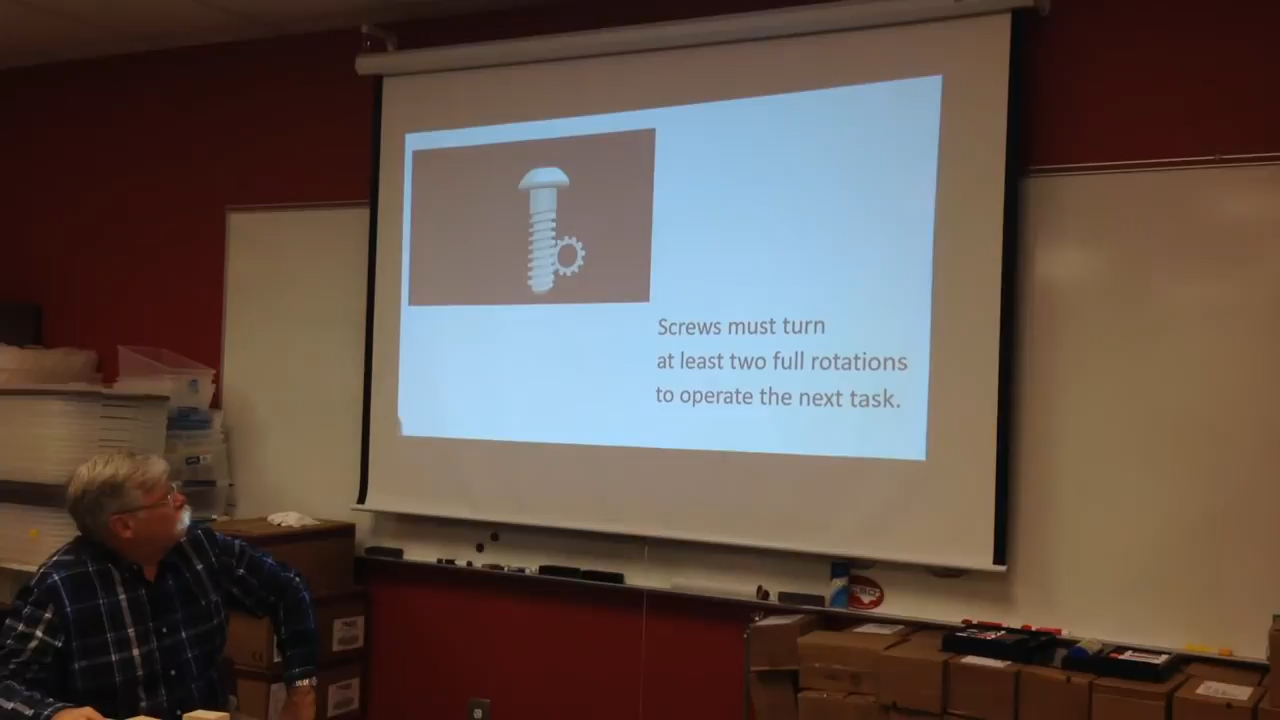 Screws must turn
at least two full rotations
to operate the next task.